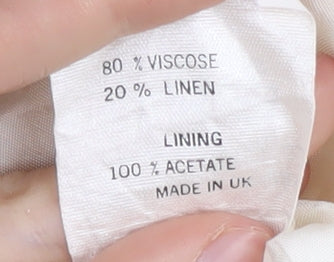 80 % VISCOSE
20 % LINEN
LINING
100 % ACETATE
MADE IN UK